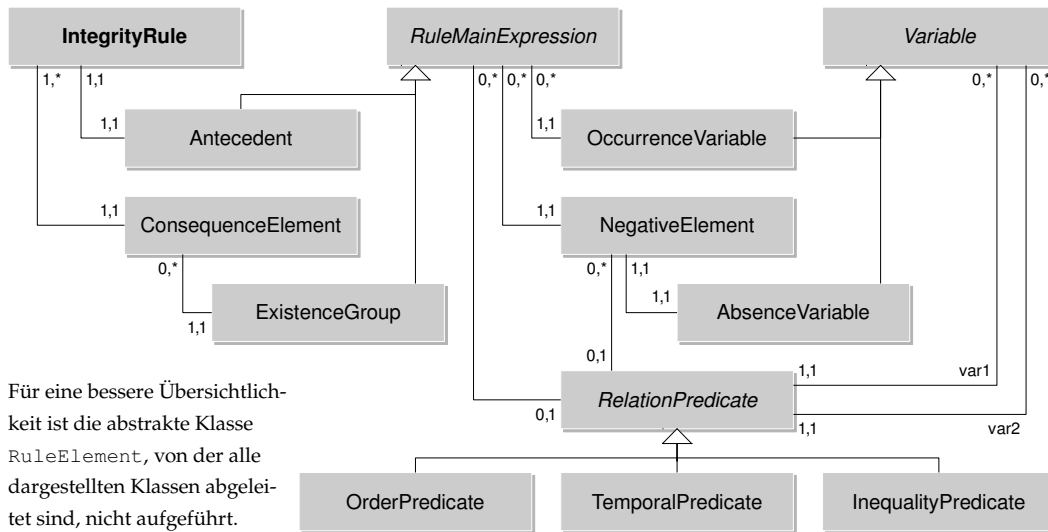 IntegrityRule
RuleMainExpression
Variable
1,*
1,1
0,*
0,*
0,*
0,*
0,*
1,1
Antecedent
1,1
OccurrenceVariable
1,1
ConsequenceElement
1,1
NegativeElement
0,*
0,*
1,1
1,1
ExistenceGroup
1,1
AbsenceVariable
0,1
1,1
var1
Für eine bessere Übersichtlich-
keit ist die abstrakte Klasse
RuleElement, von der alle
dargestellten Klassen abgelei-
tet sind, nicht aufgeführt.
0,1
RelationPredicate
1,1
var2
OrderPredicate
TemporalPredicate
InequalityPredicate